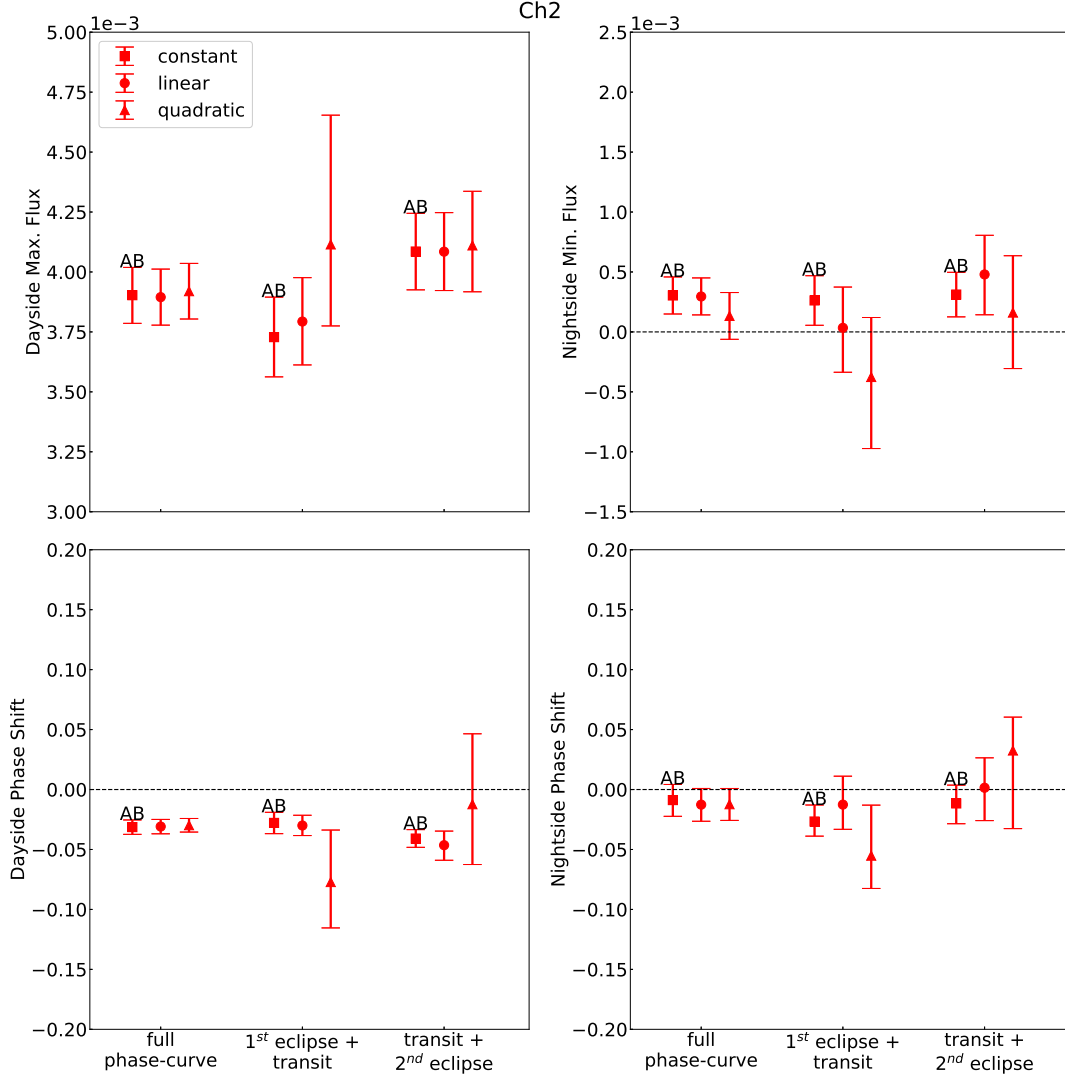 Ch2
1e−3
5.00
4.75
4.50
4.25
4.00
3.75
3.50
3.25
3.00
Dayside Max. Flux
constant
linear
quadratic
AB
AB
AB
1e−3
2.5
2.0
1.5
1.0
0.5
0.0
−0.5
−1.0
−1.5
Nightside Min. Flux
AB
AB
AB
0.20
0.15
0.10
0.05
0.00
−0.05
−0.10
−0.15
−0.20
Dayside Phase Shift
AB
AB
AB
full
phase-curve
1st eclipse +
transit
transit +
2nd eclipse
0.20
0.15
0.10
0.05
0.00
−0.05
−0.10
−0.15
−0.20
Nightside Phase Shift
AB
AB
AB
full
phase-curve
1st eclipse +
transit
transit +
2nd eclipse